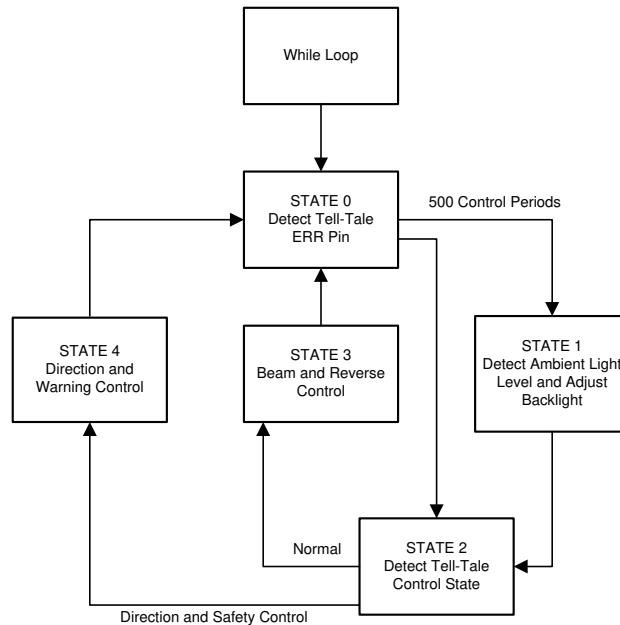 While Loop
STATE 0
Detect Tell-Tale
ERR Pin
500 Control Periods
STATE 4
Direction and
Warning Control
STATE 3
Beam and Reverse
Control
STATE 1
Detect Ambient Light
Level and Adjust
Backlight
Normal
STATE 2
Detect Tell-Tale
Control State
Direction and Safety Control